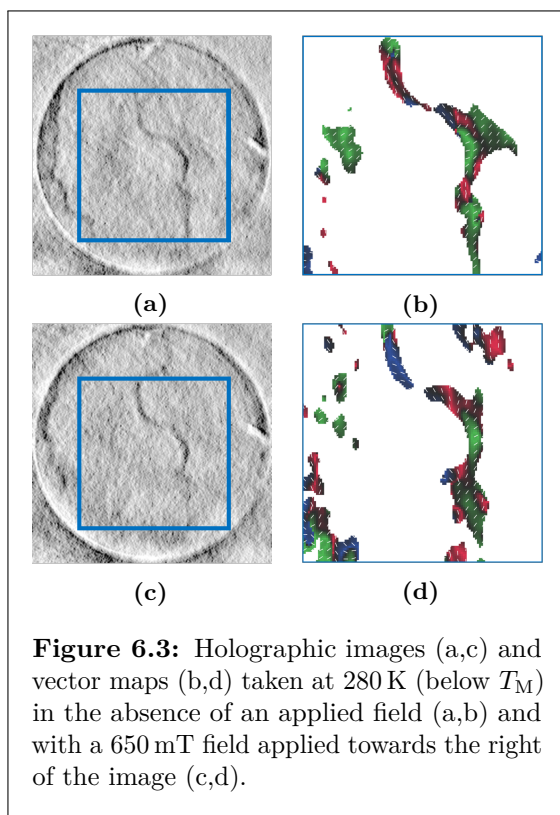 (a)
(b)
(c)
(d)
Figure 6.3: Holographic images (a,c) and
vector maps (b,d) taken at 280 K (below T_M)
in the absence of an applied field (a,b) and
with a 650 mT field applied towards the right
of the image (c,d).